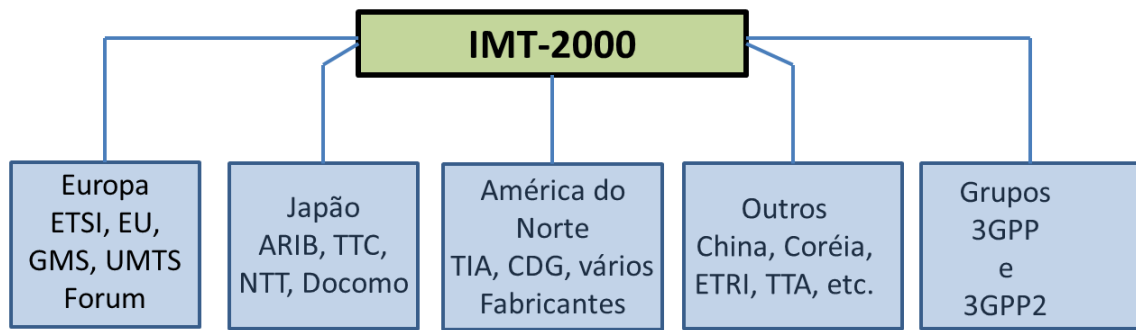 IMT-2000
Europa
ETSI, EU,
GMS, UMTS
Forum
Japão
ARIB, TTC,
NTT, Docomo
América do
Norte
TIA, CDG, vários
Fabricantes
Outros
China, Coréia,
ETRI, TTA, etc.
Grupos
3GPP
e
3GPP2